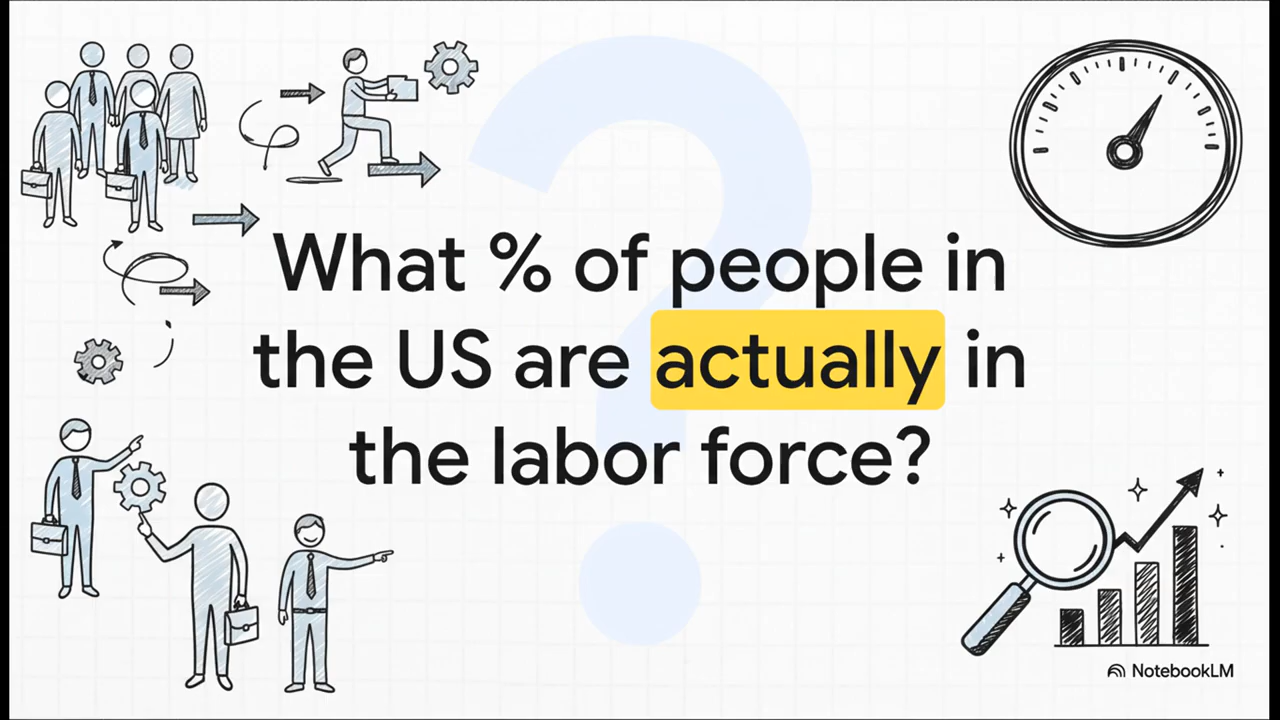 What % of people in
the US are actually in
the labor force?
NotebookLM